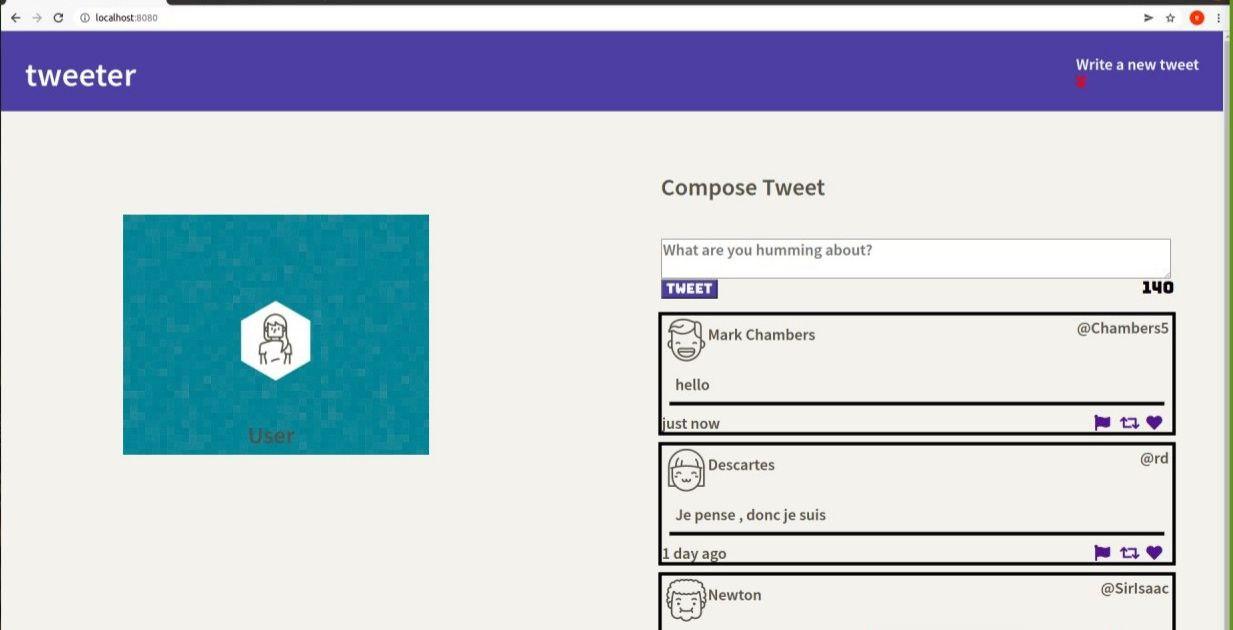 localhost:8080
tweeter
Write a new tweet
User
Compose Tweet
What are you humming about?
TWEET
140
Mark Chambers
@Chambers5
hello
just now
Descartes
@rd
Je pense , donc je suis
1 day ago
Newton
@SirIsaac